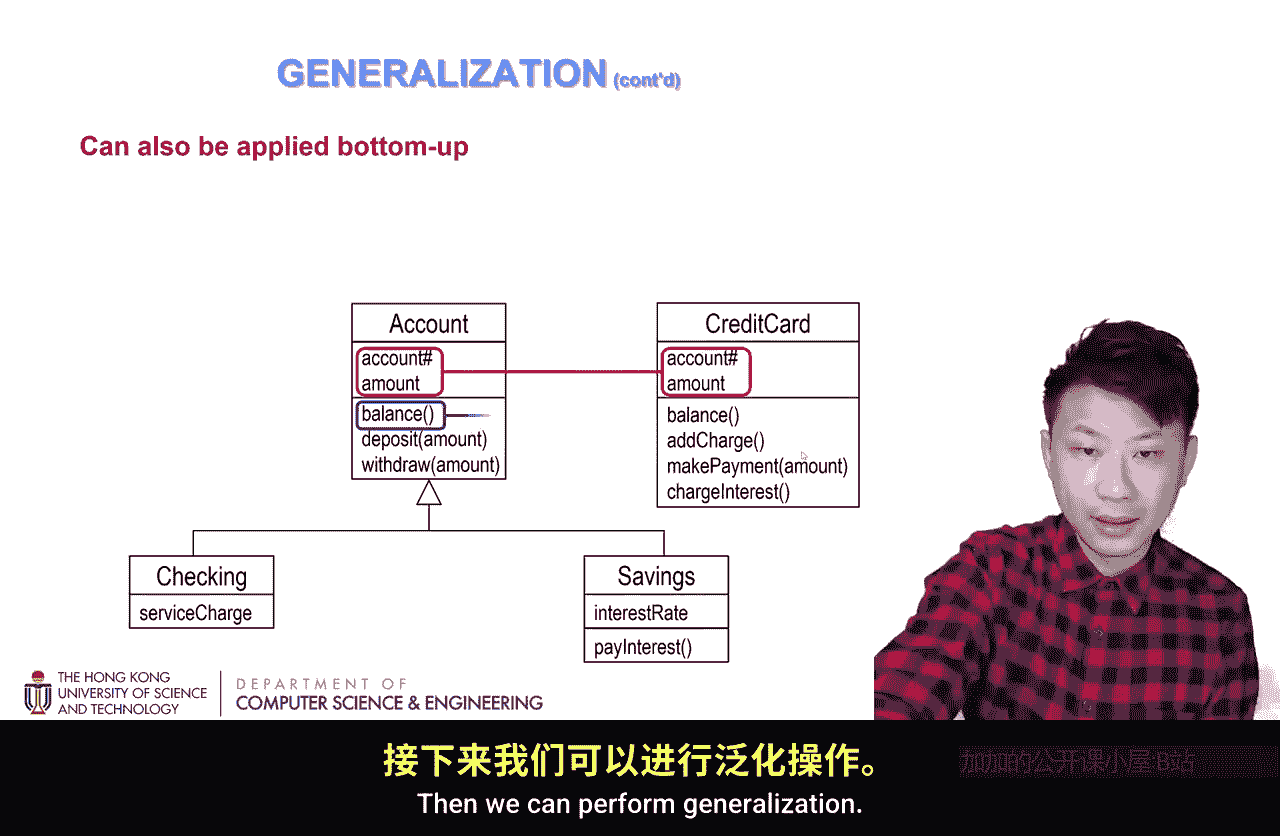 GENERALIZATION (cont'd)
Can also be applied bottom-up
Account
account#
amount
balance()
deposit(amount)
withdraw(amount)
CreditCard
account#
amount
balance()
addCharge()
makePayment(amount)
chargeInterest()
Checking
serviceCharge
Savings
interestRate
payInterest()
THE HONG KONG
UNIVERSITY OF SCIENCE
AND TECHNOLOGY
DEPARTMENT OF
COMPUTER SCIENCE & ENGINEERING
接下来我们可以进行泛化操作。
加加的公开课小屋:B站
Then we can perform generalization.